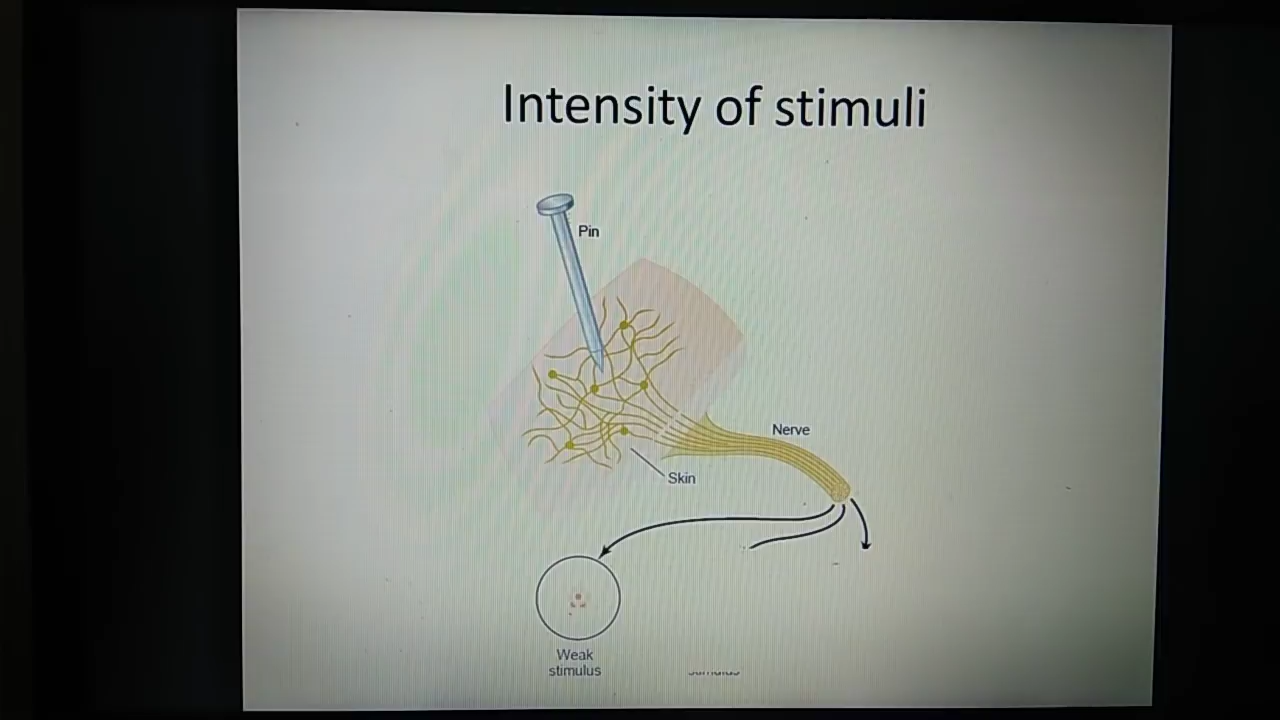 Intensity of stimuli
Pin
Nerve
Skin
Weak
stimulus